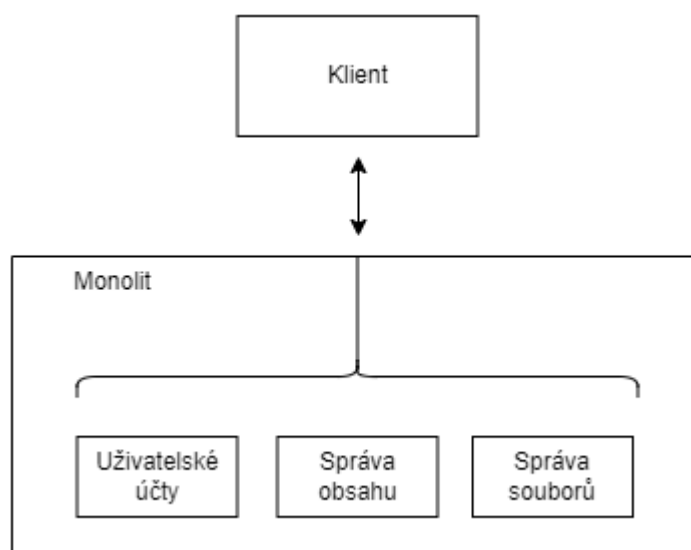 Klient
Monolit
Uživatelské
účty
Správa
obsahu
Správa
souborů